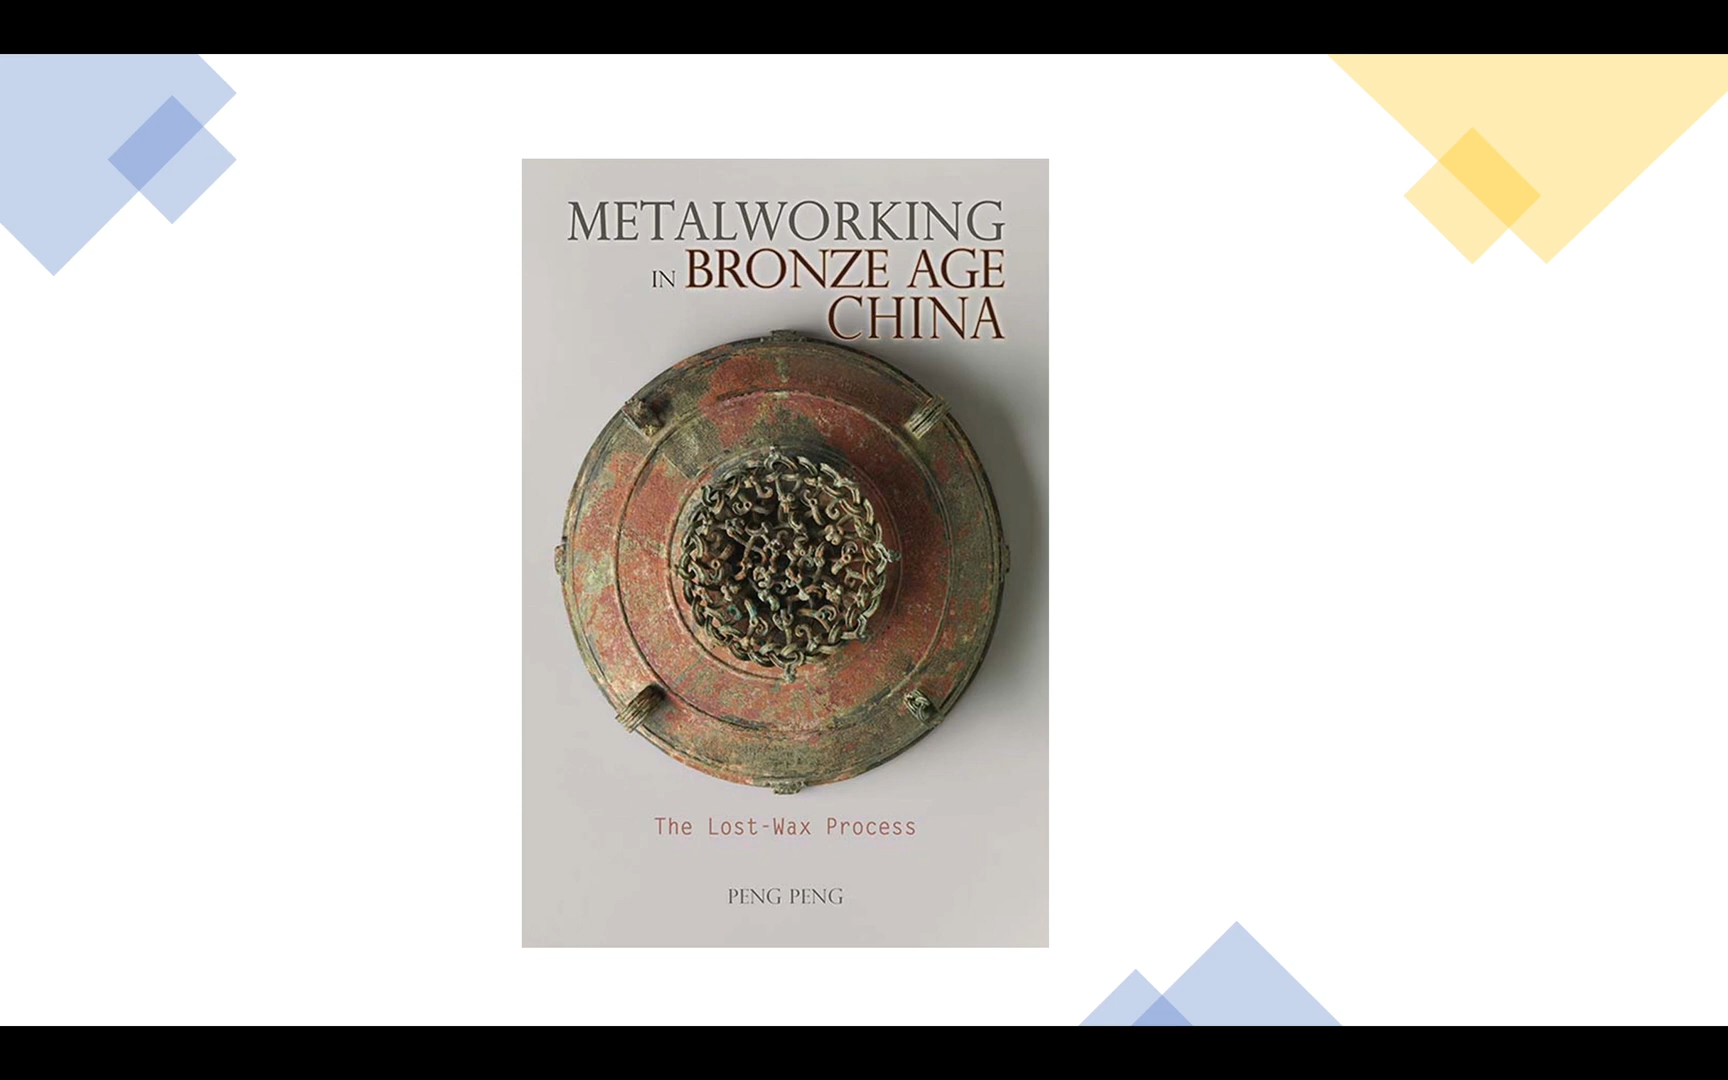 METALWORKING
IN BRONZE AGE
CHINA
The Lost-Wax Process
PENG PENG